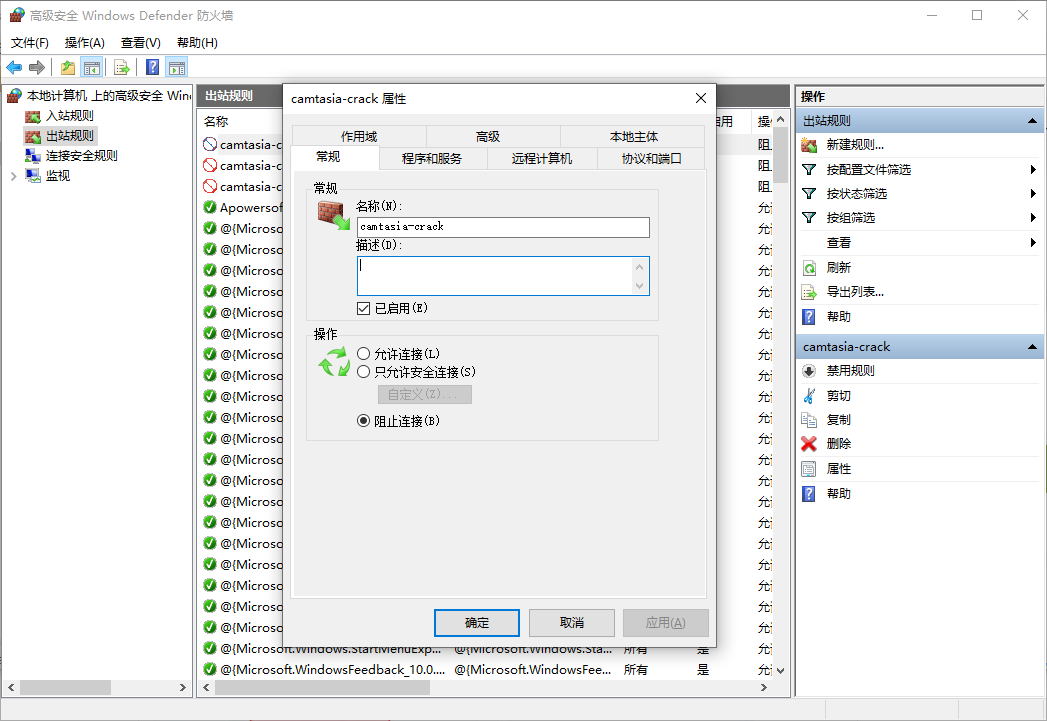 高级安全 Windows Defender 防火墙
文件(F) 操作(A) 查看(V) 帮助(H)
本地计算机 上的高级安全 Win
入站规则
出站规则
连接安全规则
监视
出站规则
名称
用
操
camtasia-c
阻
camtasia-c
阻
camtasia-c
阻
Apowersof
允
@{Microso
允
@{Microso
允
@{Microso
允
@{Microso
允
@{Microso
允
@{Microso
允
@{Microso
允
@{Microso
允
@{Microso
允
@{Microso
允
@{Microso
允
@{Microso
允
@{Microso
允
@{Microso
允
@{Microso
允
@{Microso
允
@{Microso
允
@{Microso
允
@{Microso
允
@{Microso
允
@{Microsoft.Windows.StartMenuExp... @{Microsoft.Windows.Sta... 所有 是 允
@{Microsoft.WindowsFeedback_10.0.... @{Microsoft.WindowsFee... 所有 是 允
camtasia-crack 属性
作用域 高级 本地主体
常规 程序和服务 远程计算机 协议和端口
常规
名称(N):
camtasia-crack
描述(D):
已启用(E)
操作
允许连接(L)
只允许安全连接(S)
自定义(Z)...
阻止连接(B)
确定 取消 应用(A)
操作
出站规则
新建规则...
按配置文件筛选
按状态筛选
按组筛选
查看
刷新
导出列表...
帮助
camtasia-crack
禁用规则
剪切
复制
删除
属性
帮助